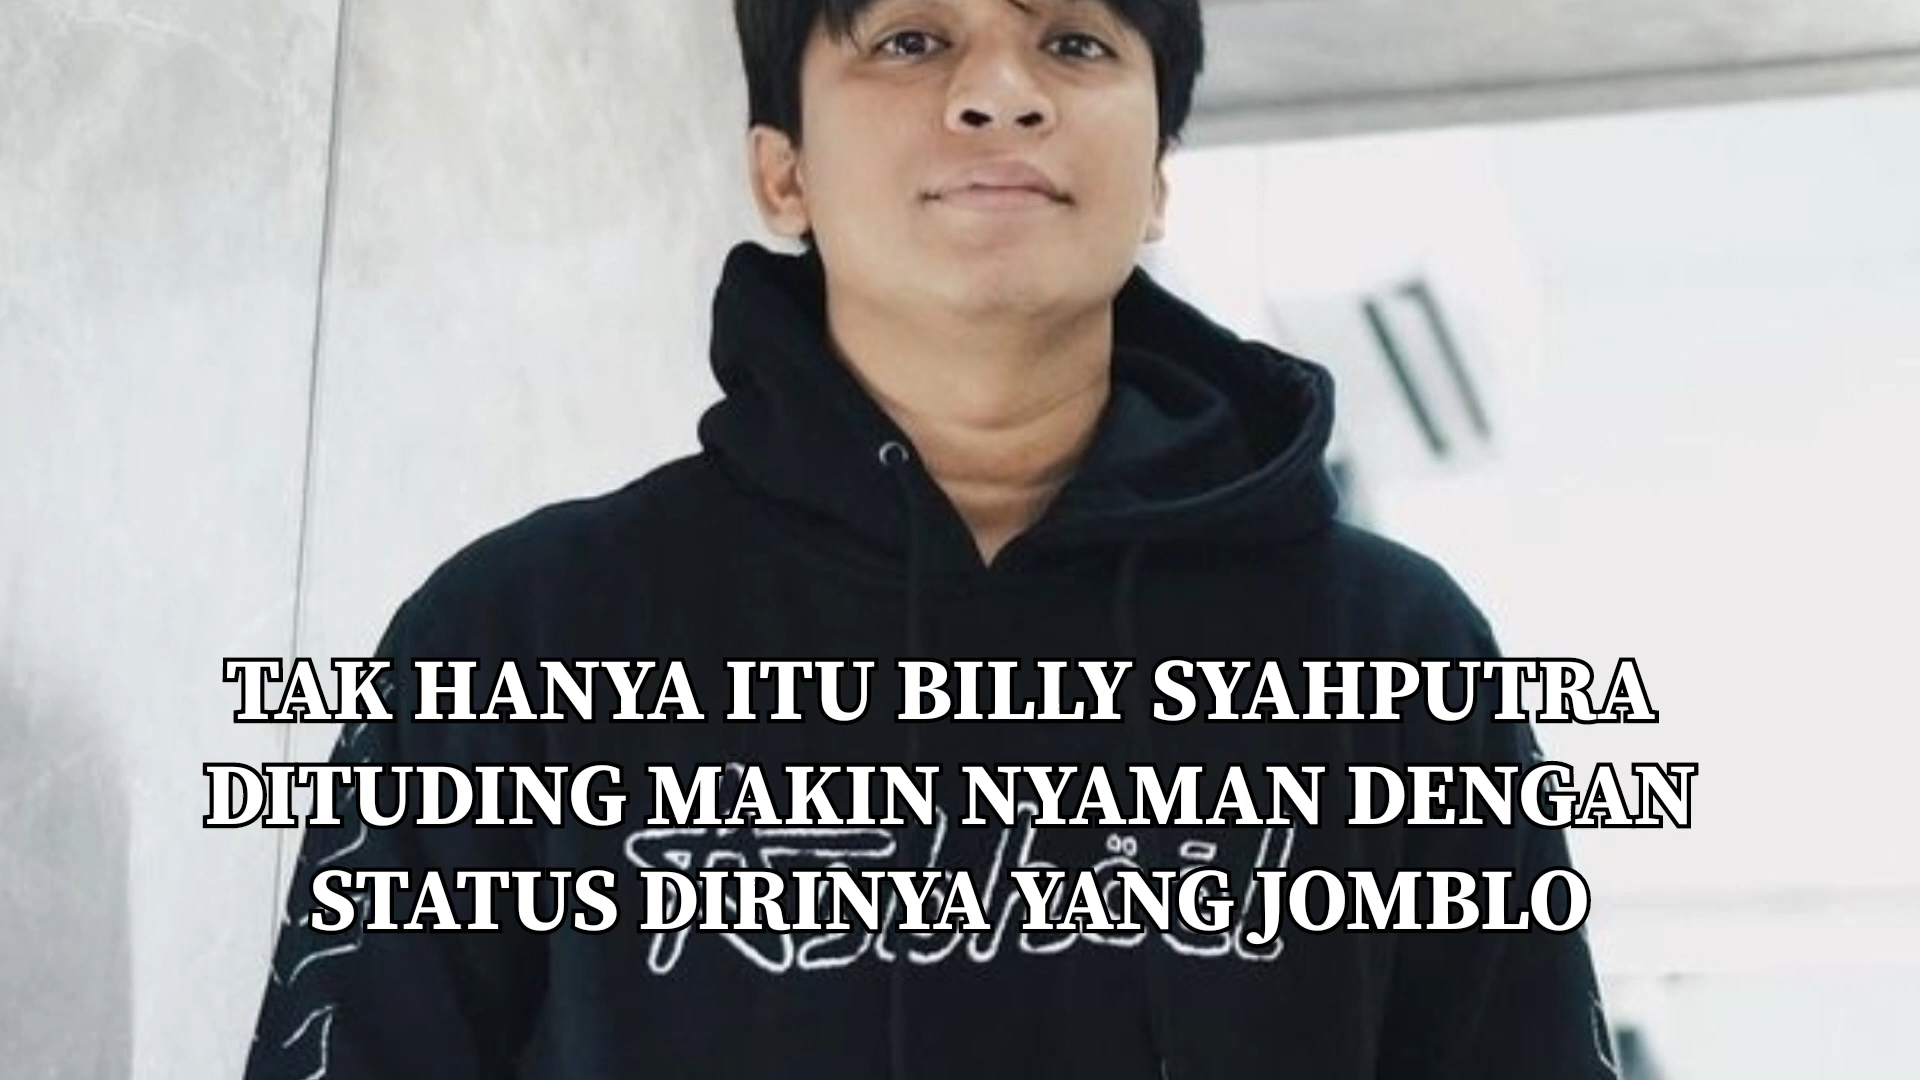 TAK HANYA ITU BILLY SYAHPUTRA
DITUDING MAKIN NYAMAN DENGAN
STATUS DIRINYA YANG JOMBLO